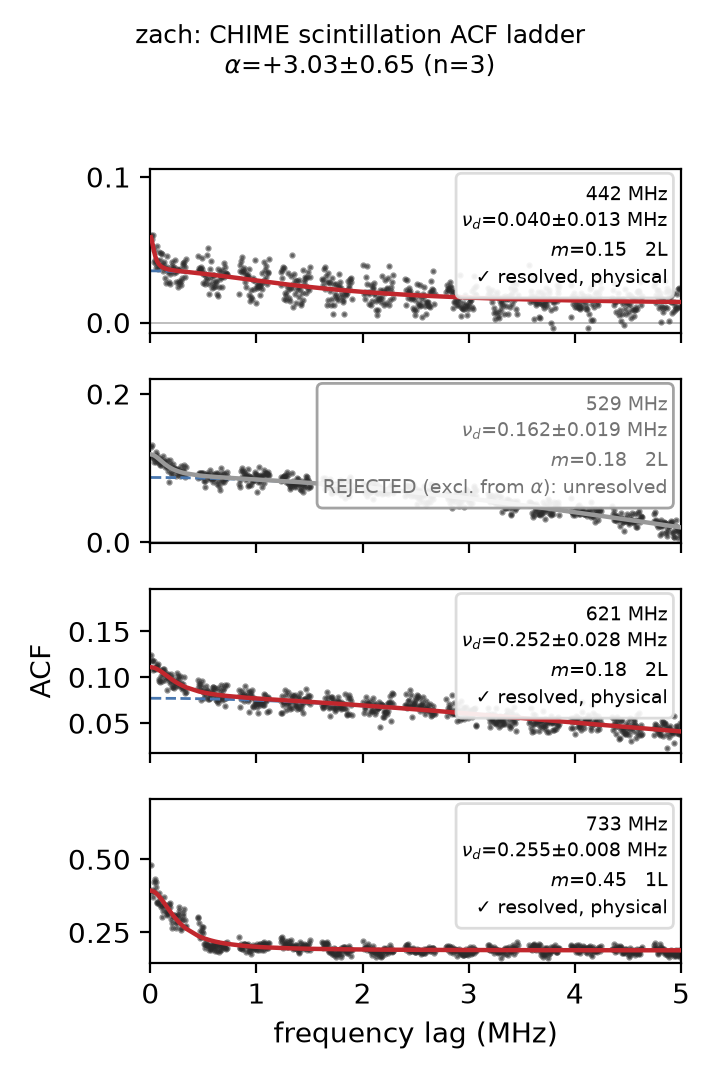 zach: CHIME scintillation ACF ladder
α=+3.03±0.65 (n=3)
0.1
0.0
442 MHz
ν_d=0.040±0.013 MHz
m=0.15 2L
✓ resolved, physical
0.2
0.0
529 MHz
ν_d=0.162±0.019 MHz
m=0.18 2L
REJECTED (excl. from α): unresolved
ACF
0.15
0.10
0.05
621 MHz
ν_d=0.252±0.028 MHz
m=0.18 2L
✓ resolved, physical
0.50
0.25
733 MHz
ν_d=0.255±0.008 MHz
m=0.45 1L
✓ resolved, physical
0 1 2 3 4 5
frequency lag (MHz)